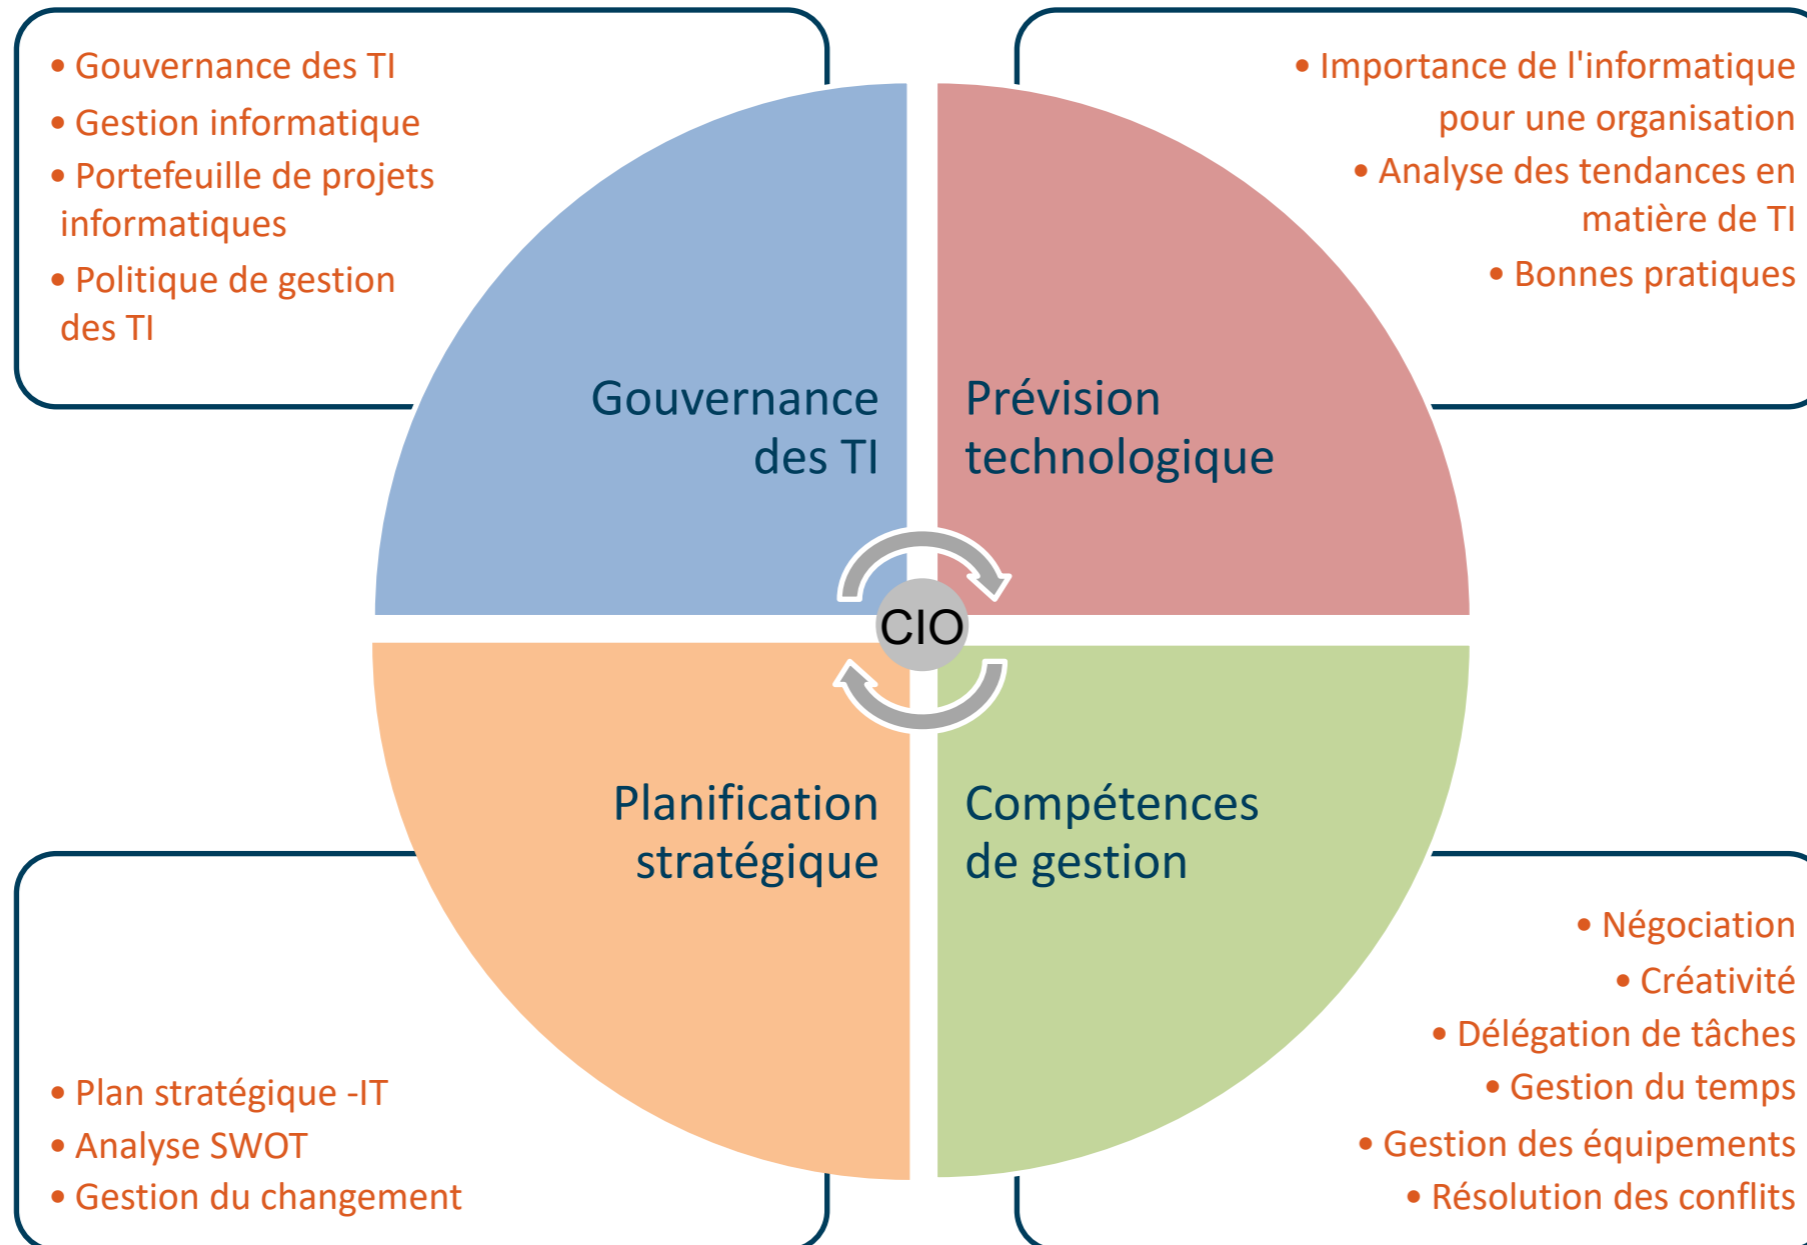 • Gouvernance des TI
• Gestion informatique
• Portefeuille de projets
informatiques
• Politique de gestion
des TI
• Importance de l'informatique
pour une organisation
• Analyse des tendances en
matière de TI
• Bonnes pratiques
Gouvernance
des TI
Prévision
technologique
CIO
Planification
stratégique
Compétences
de gestion
• Plan stratégique -IT
• Analyse SWOT
• Gestion du changement
• Négociation
• Créativité
• Délégation de tâches
• Gestion du temps
• Gestion des équipements
• Résolution des conflits